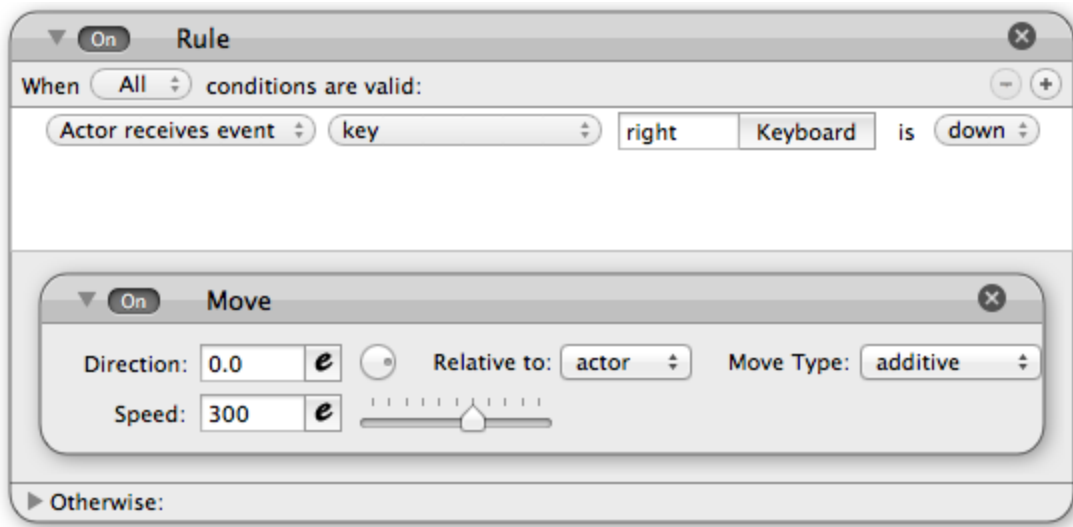 On Rule
When All conditions are valid:
Actor receives event key right Keyboard is down
On Move
Direction: 0.0 e Relative to: actor Move Type: additive
Speed: 300 e
Otherwise: